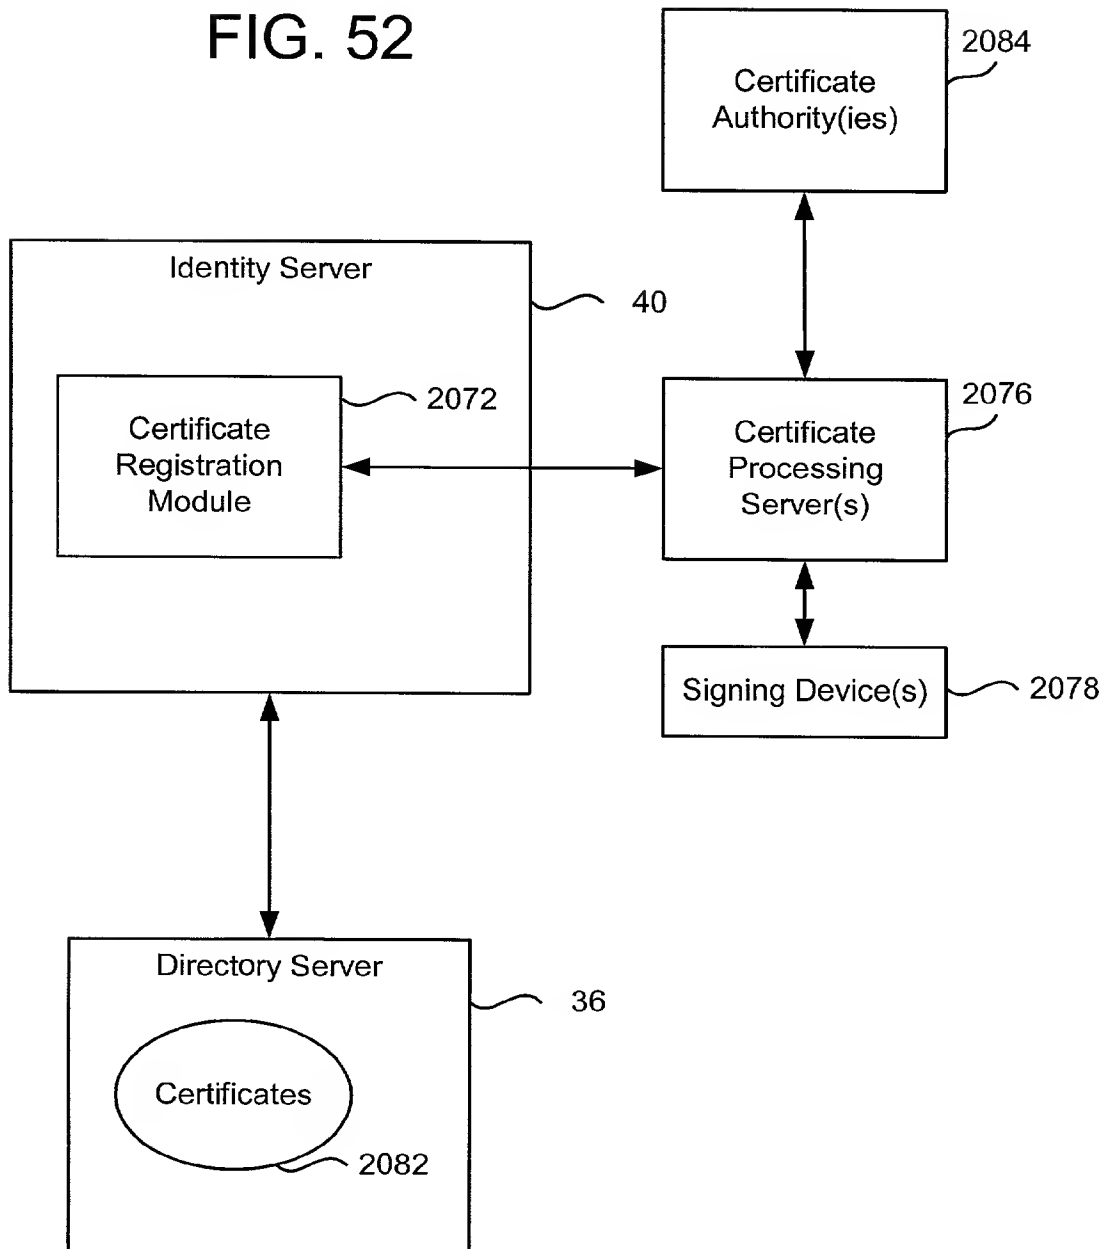 FIG. 52
2084
Certificate
Authority(ies)
Identity Server
40
2072
Certificate
Registration
Module
2076
Certificate
Processing
Server(s)
Signing Device(s)
2078
Directory Server
36
Certificates
2082